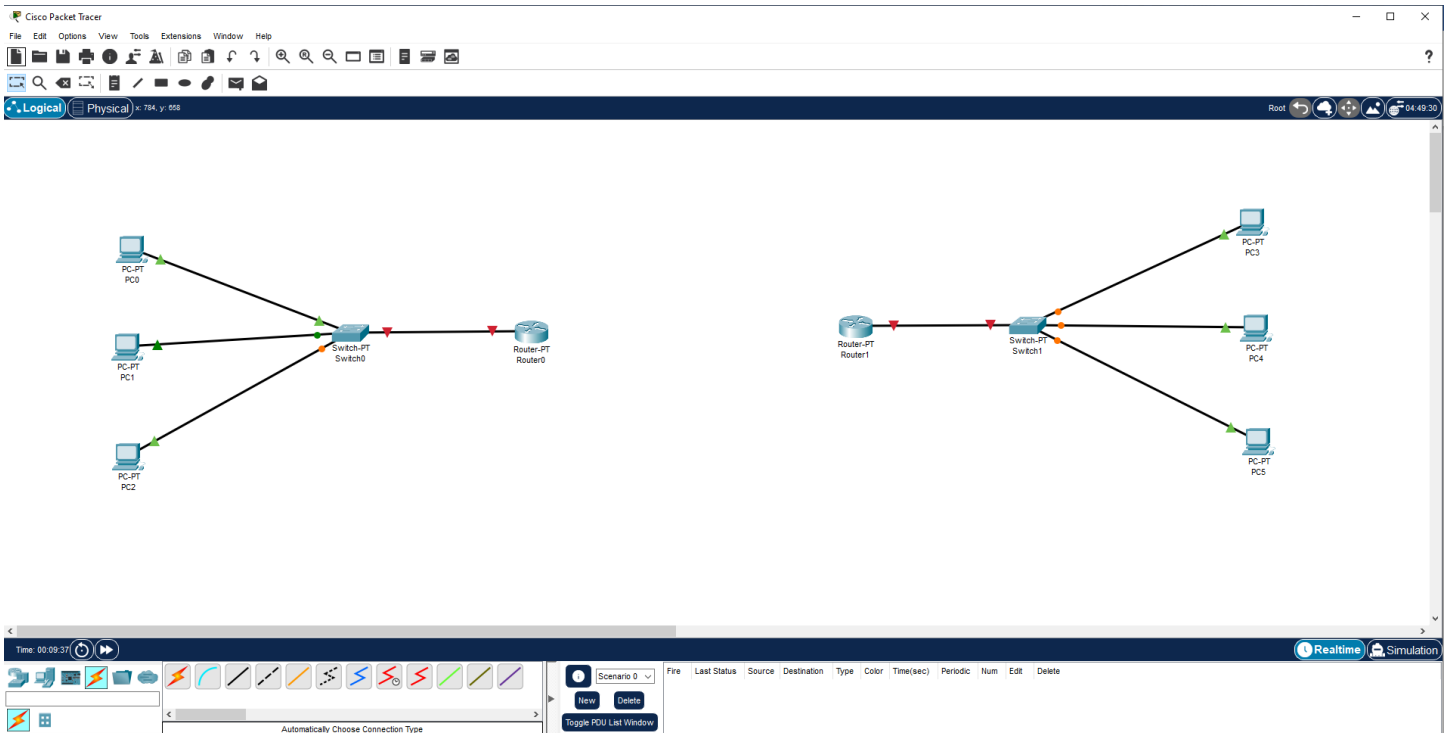 Cisco Packet Tracer
File Edit Options View Tools Extensions Window Help
?
Logical Physical x: 784, y: 658 Root 04:49:30
PC-PT
PC0
PC-PT
PC1
PC-PT
PC2
Switch-PT
Switch0
Router-PT
Router0
Router-PT
Router1
Switch-PT
Switch1
PC-PT
PC3
PC-PT
PC4
PC-PT
PC5
Time: 00:09:37 Realtime Simulation
Scenario 0
New Delete
Toggle PDU List Window
Fire Last Status Source Destination Type Color Time(sec) Periodic Num Edit Delete
Automatically Choose Connection Type